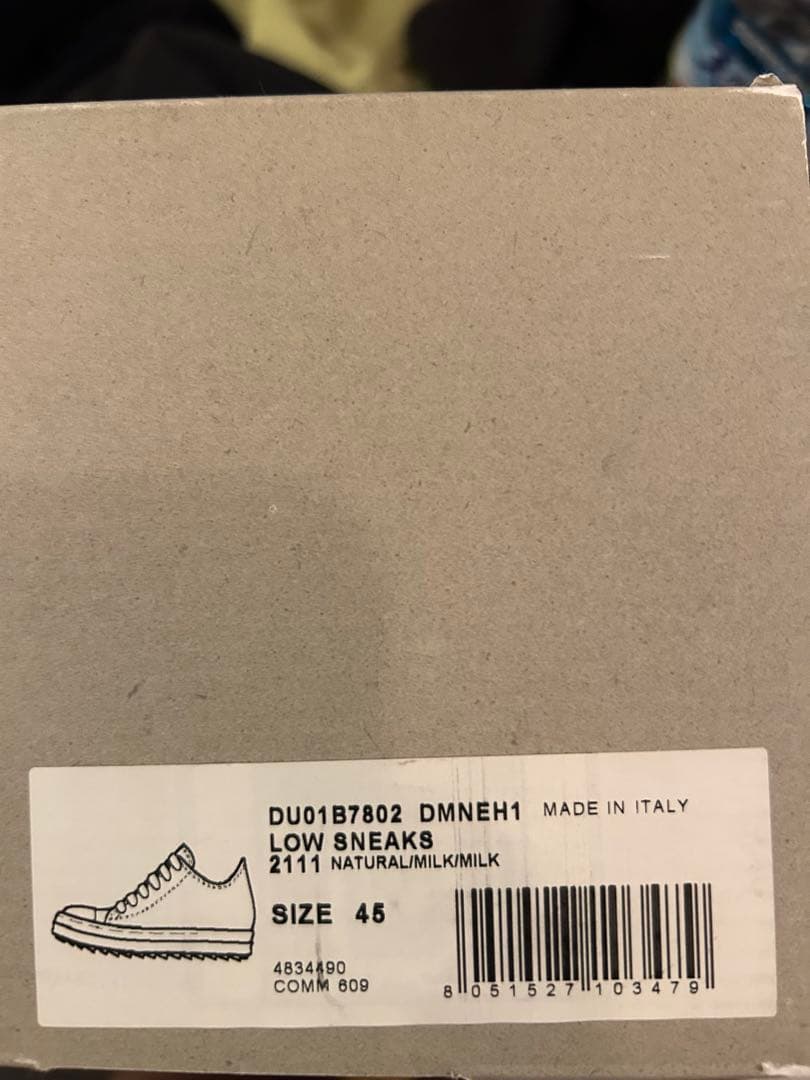 DU01B7802 DMNEH1 MADE IN ITALY
LOW SNEAKS
2111 NATURAL/MILK/MILK
SIZE 45
4834490
COMM 609
8 051527 103479